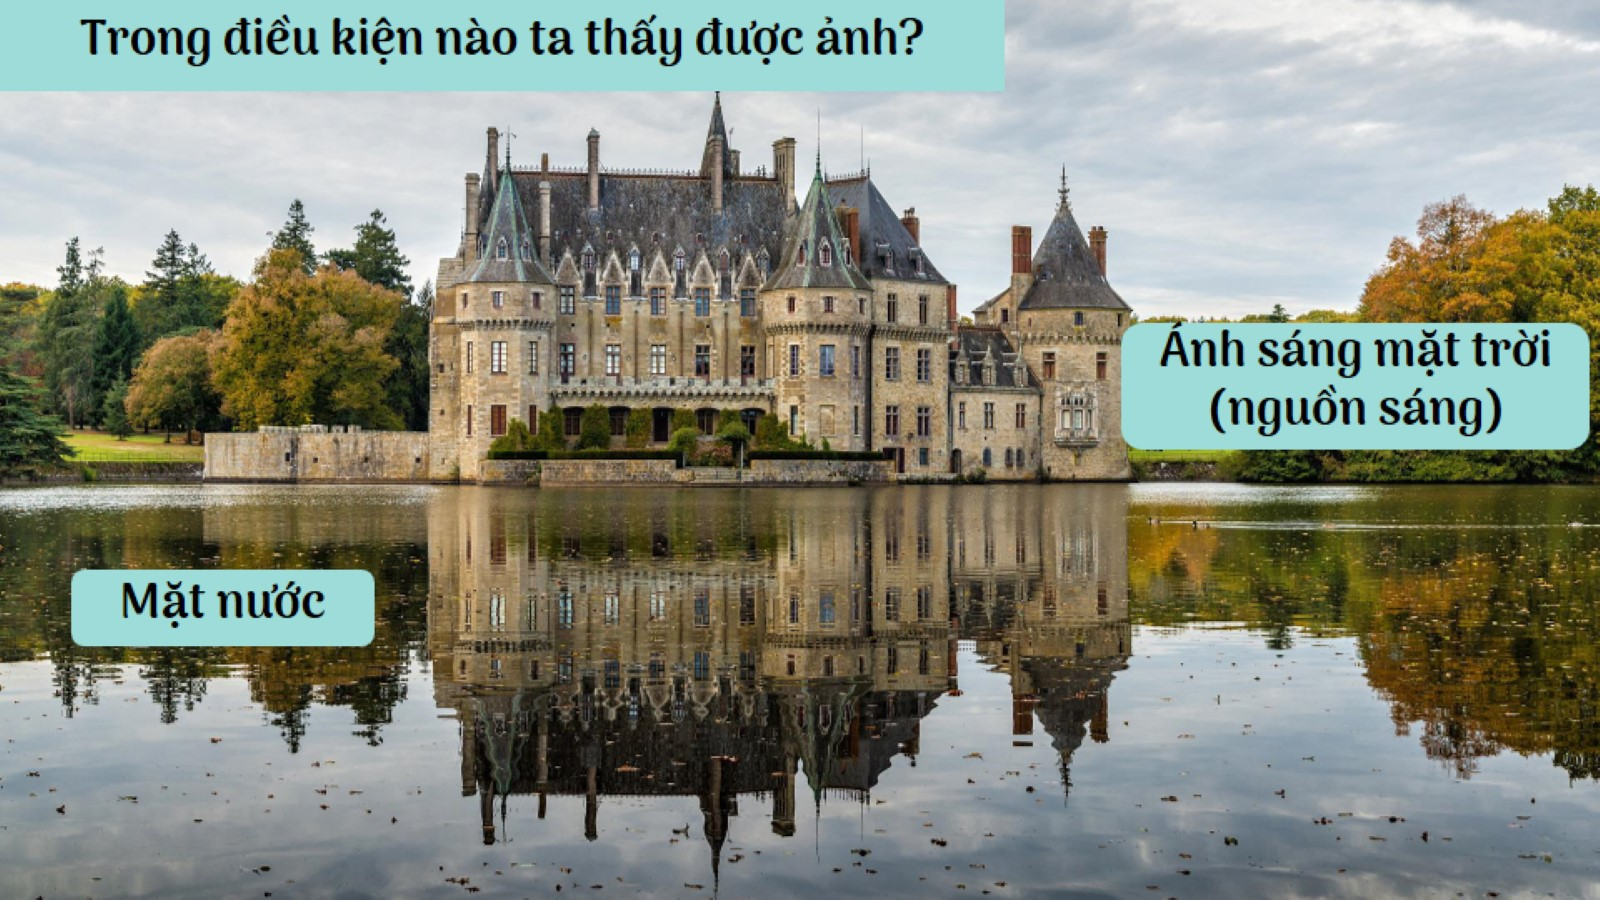 Trong điều kiện nào ta thấy được ảnh?
Ánh sáng mặt trời
(nguồn sáng)
Mặt nước